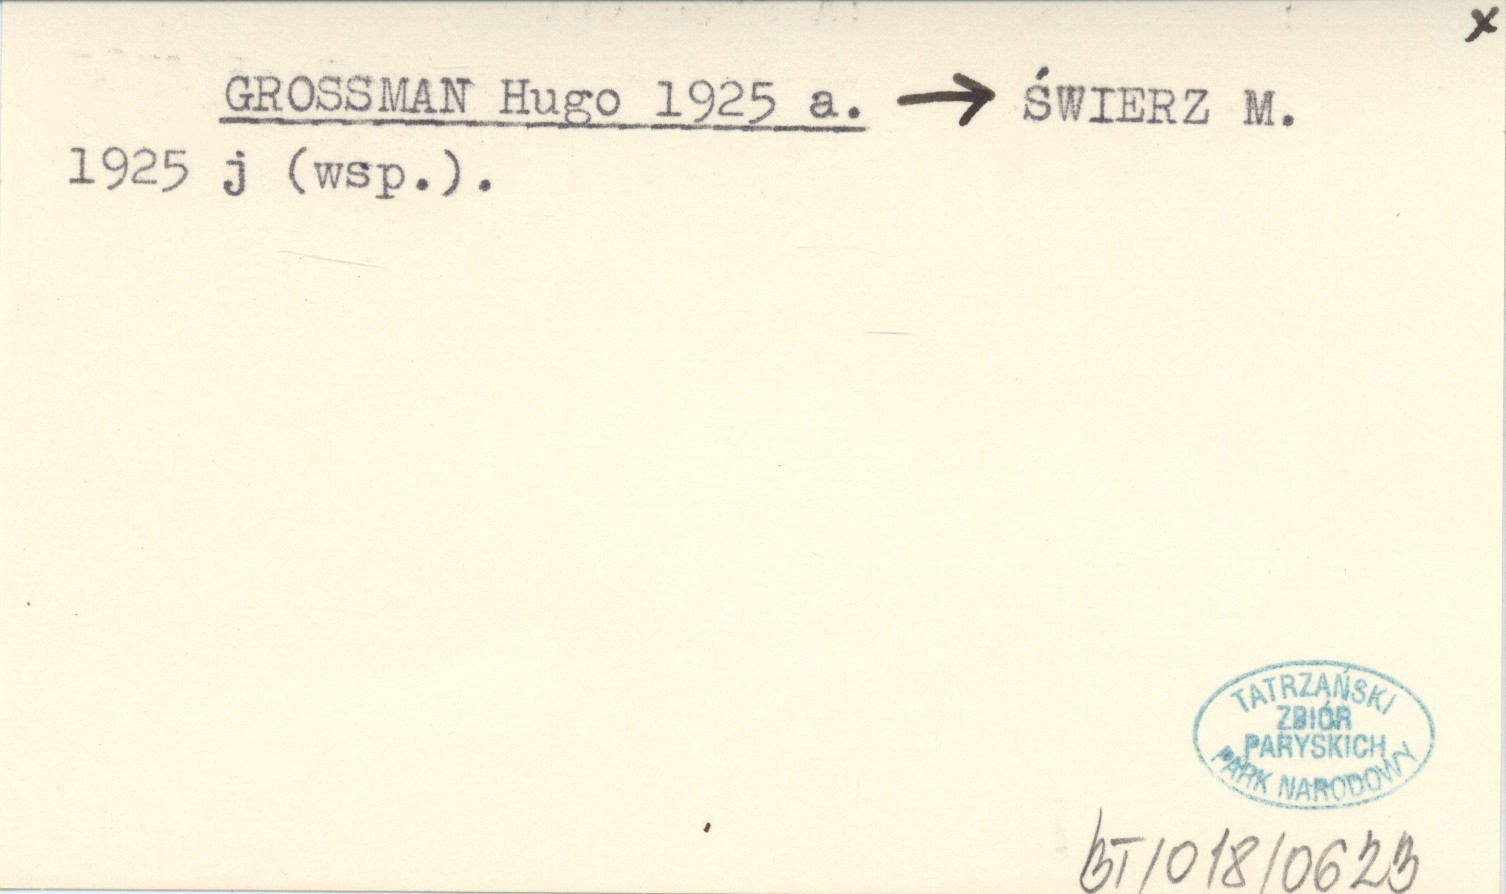 x
GROSSMAN Hugo 1925 a. → ŚWIERZ M.
1925 j (wsp.).
TATRZAŃSKI
ZBIÓR
PARYSKICH
PARK NARODOWY
BT/018/0623